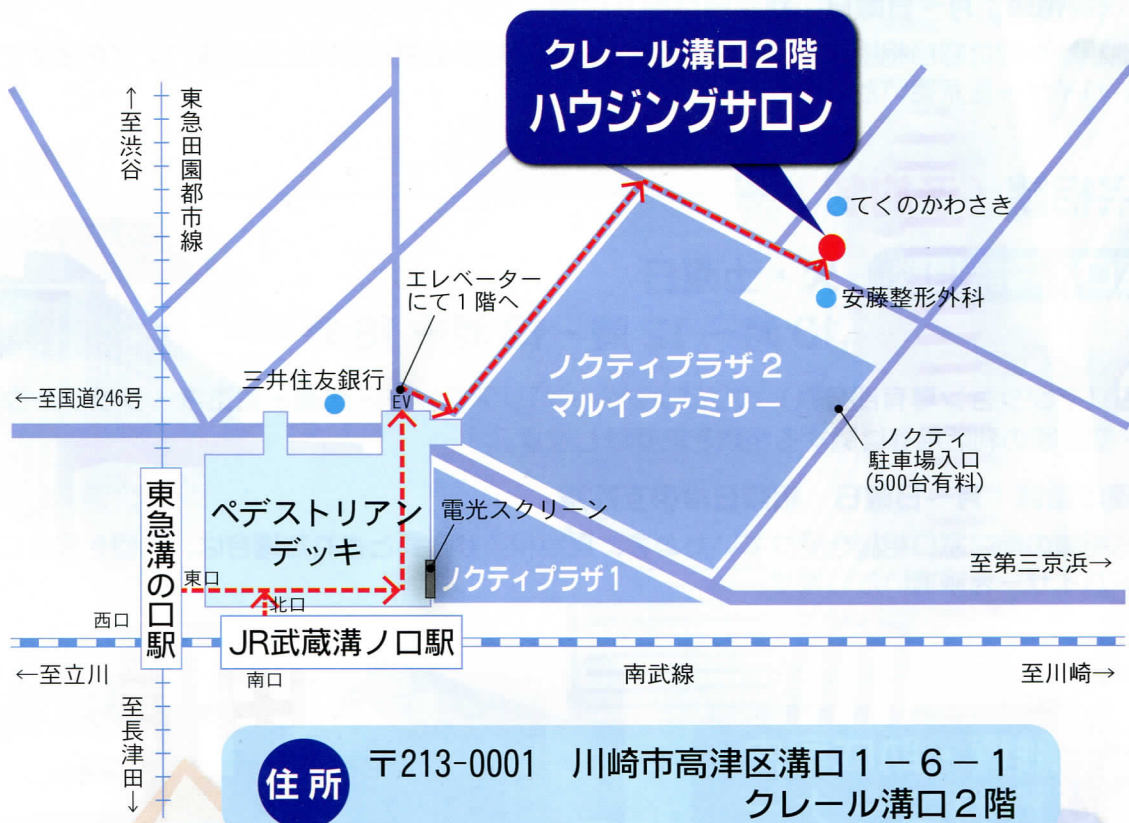 クレール溝口2階
ハウジングサロン
←至渋谷
東急田園都市線
てくのかわさき
エレベーター
にて1階へ
安藤整形外科
三井住友銀行
EV
ノクティプラザ2
マルイファミリー
←至国道246号
ノクティ
駐車場入口
(500台有料)
ペデストリアン
デッキ
電光スクリーン
東急溝の口駅
至第三京浜→
東口
ノクティプラザ1
北口
西口
JR武蔵溝ノ口駅
←至立川
南口
南武線
至川崎→
至長津田→
住所
〒213-0001 川崎市高津区溝口1-6-1
クレール溝口2階